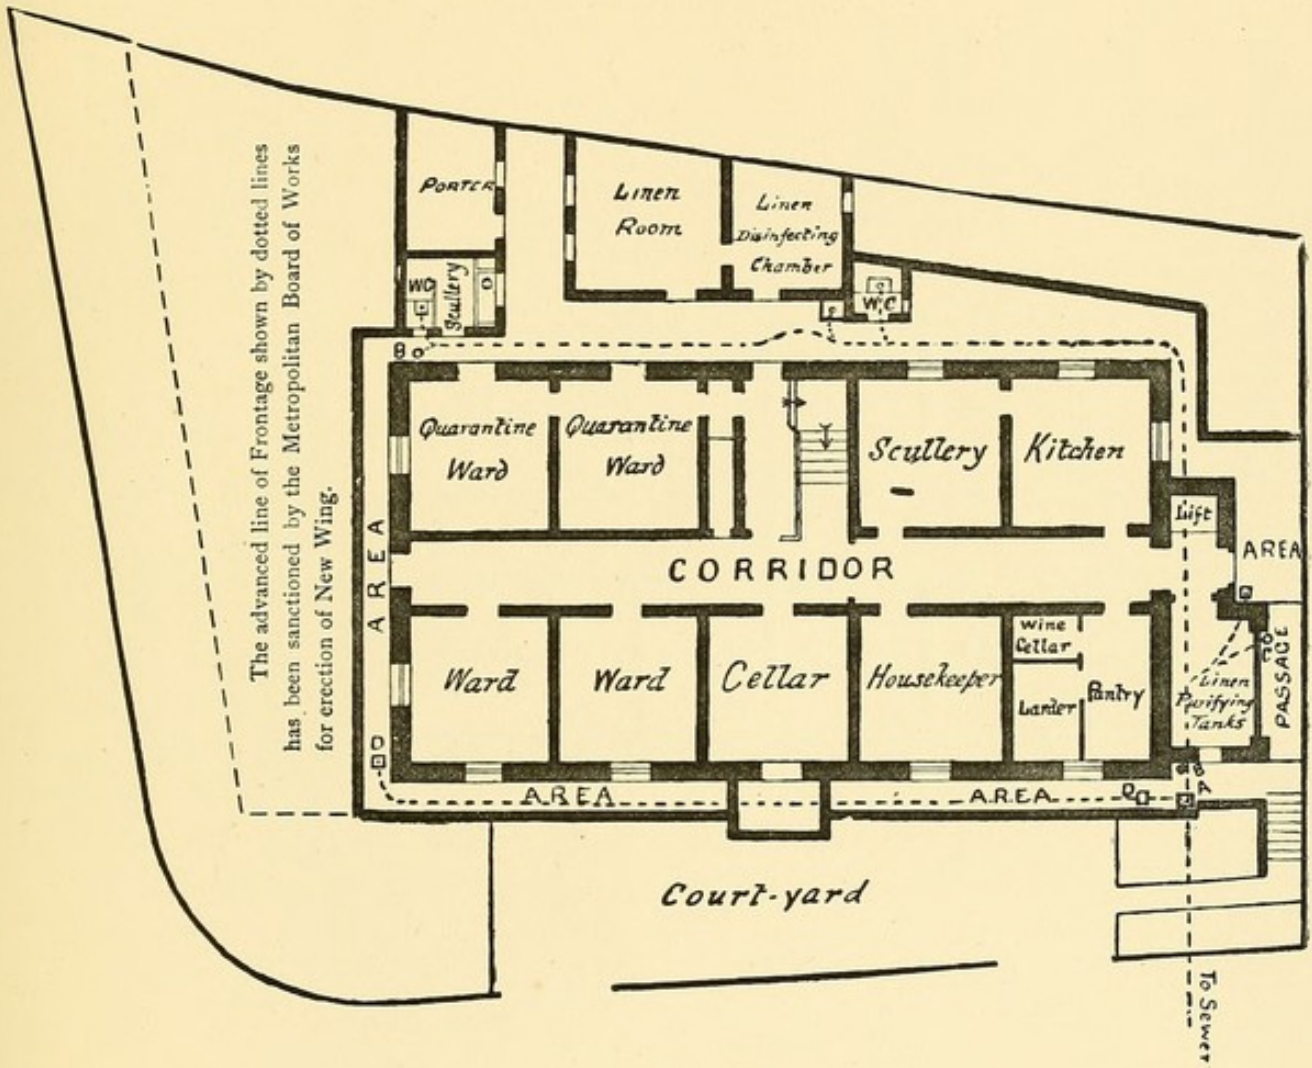 The advanced line of Frontage shown by dotted lines
has been sanctioned by the Metropolitan Board of Works
for erection of New Wing.
PORTER
WC
Scullery
Linen
Room
Linen
Disinfecting
Chamber
WC
B
Quarantine
Ward
Quarantine
Ward
Scullery
Kitchen
Lift
AREA
AREA
CORRIDOR
Ward
Ward
Cellar
Housekeeper
Wine
Cellar
Larder
Pantry
Linen
Purifying
Tanks
PASSAGE
D
AREA
AREA
D
B
A
Court-yard
To Sewer